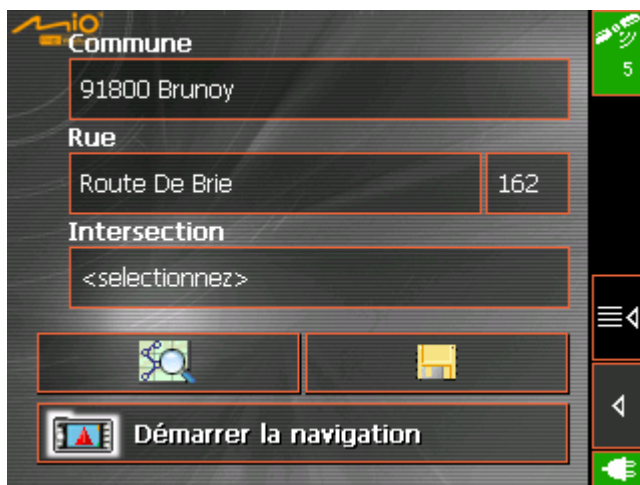 Mio
Commune
91800 Brunoy
Rue
Route De Brie 162
Intersection
<selectionnez>
Démarrer la navigation
5